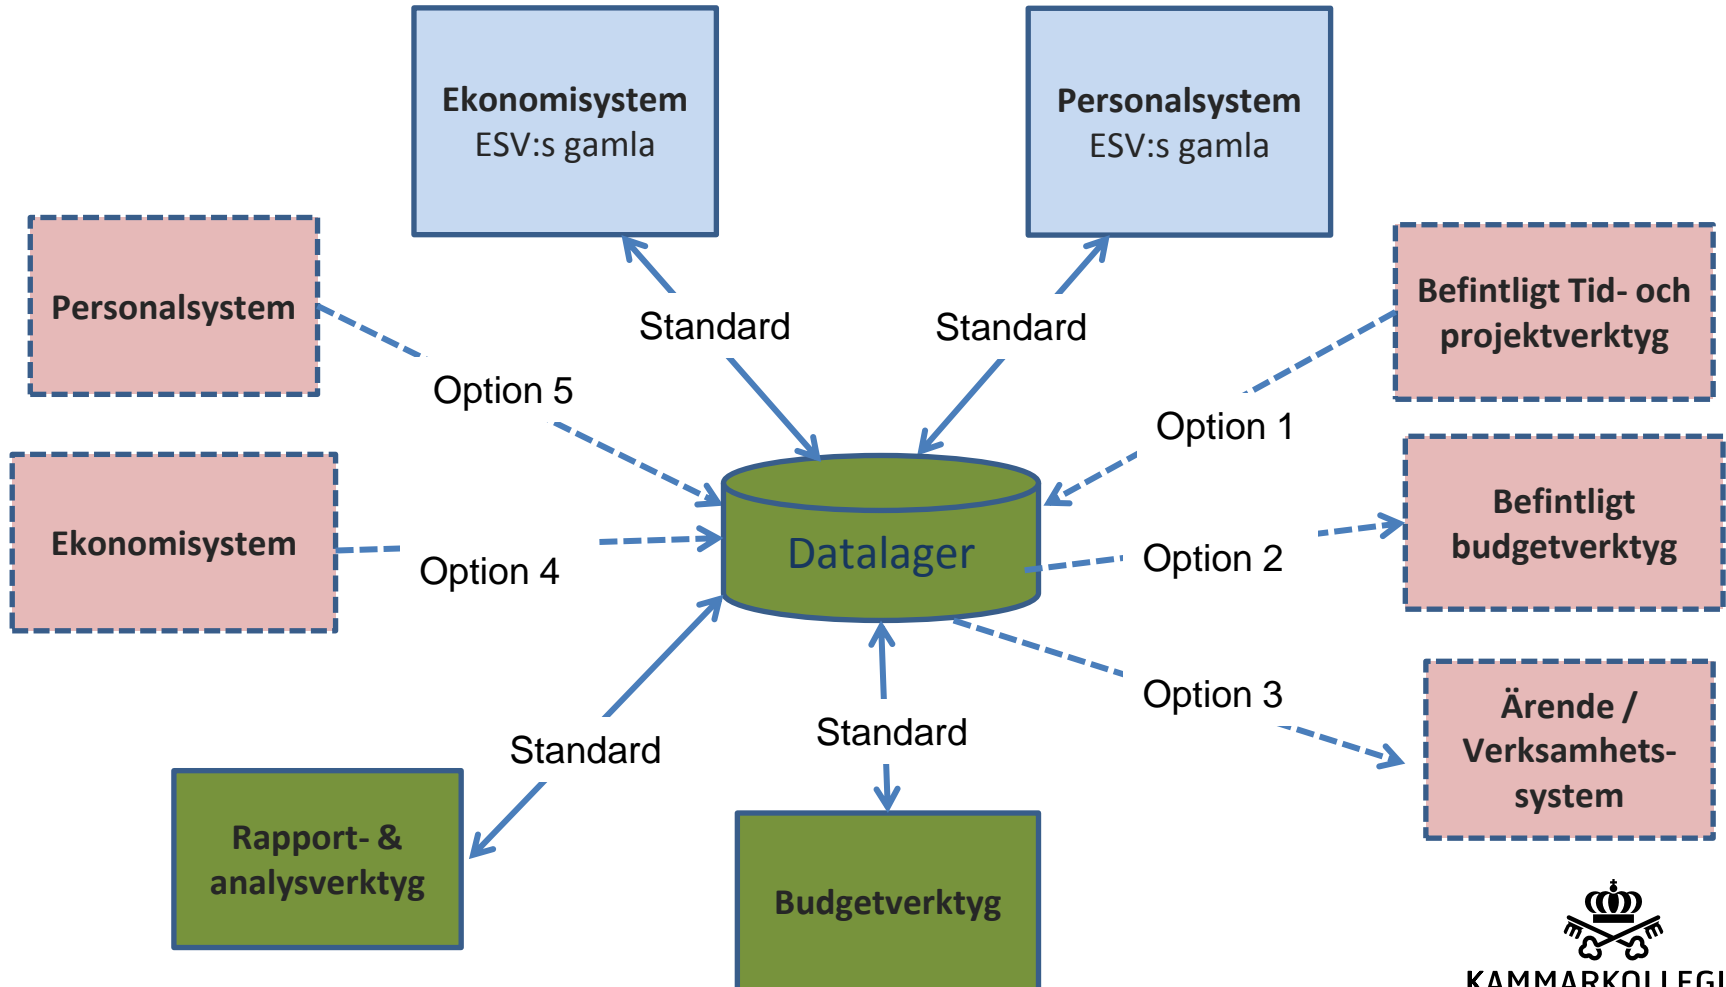 Ekonomisystem
ESV:s gamla
Personalsystem
ESV:s gamla
Personalsystem
Befintligt Tid- och
projektverktyg
Standard
Standard
Option 5
Option 1
Ekonomisystem
Option 4
Datalager
Option 2
Befintligt
budgetverktyg
Option 3
Ärende /
Verksamhets-
system
Standard
Standard
Rapport- &
analysverktyg
Budgetverktyg
KAMMARKOLLEGI